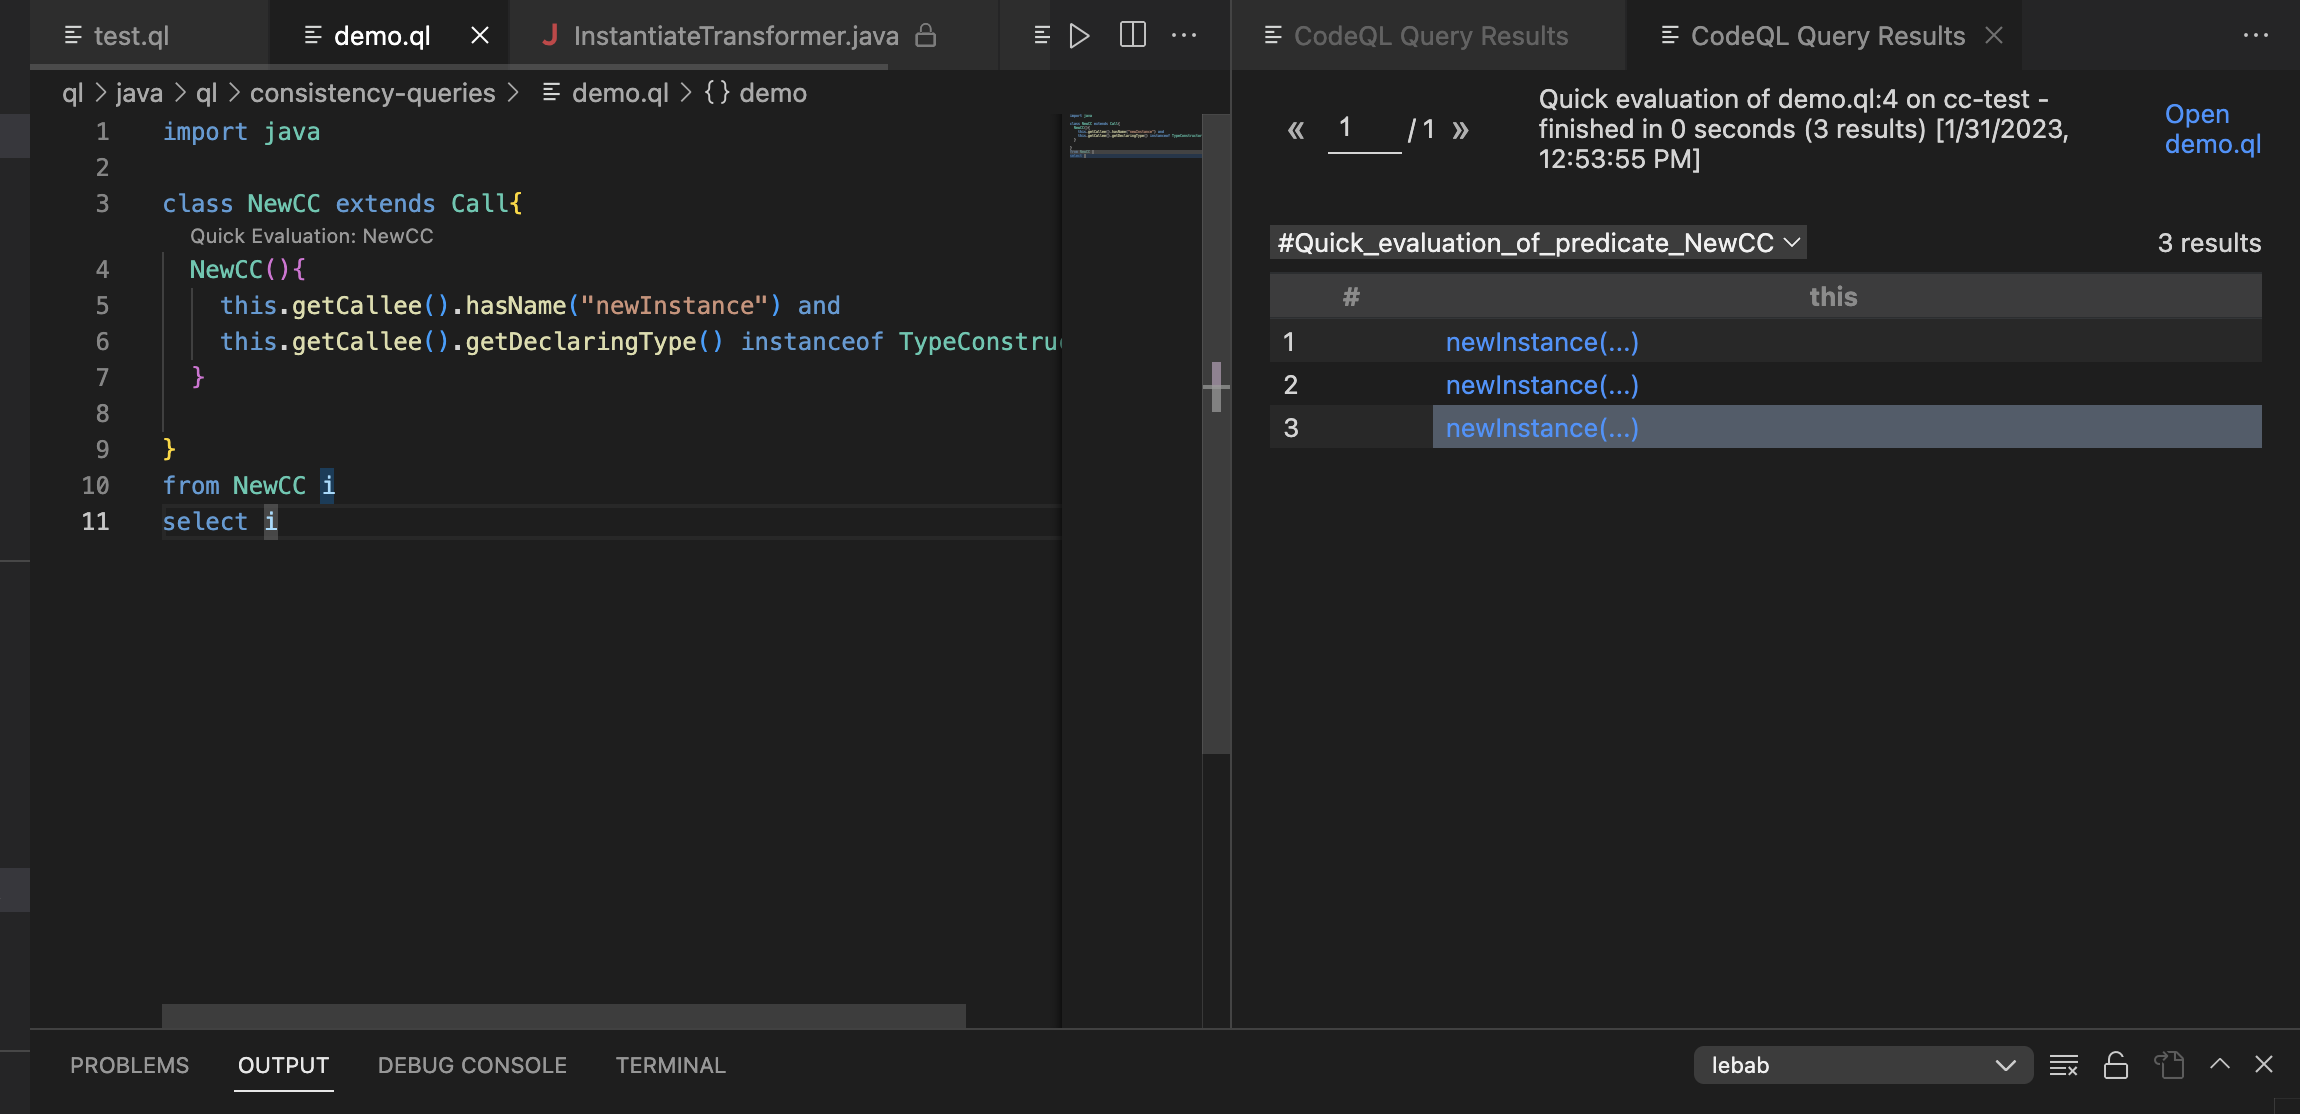 test.ql
demo.ql
InstantiateTransformer.java
CodeQL Query Results
CodeQL Query Results
ql > java > ql > consistency-queries > demo.ql > {} demo
1 import java
2
3 class NewCC extends Call{
Quick Evaluation: NewCC
4 NewCC(){
5 this.getCallee().hasName("newInstance") and
6 this.getCallee().getDeclaringType() instanceof TypeConstru
7 }
8
9 }
10 from NewCC i
11 select i
« 1 / 1 »
Quick evaluation of demo.ql:4 on cc-test -
finished in 0 seconds (3 results) [1/31/2023,
12:53:55 PM]
Open
demo.ql
#Quick_evaluation_of_predicate_NewCC
3 results
# this
1 newInstance(...)
2 newInstance(...)
3 newInstance(...)
PROBLEMS OUTPUT DEBUG CONSOLE TERMINAL
lebab